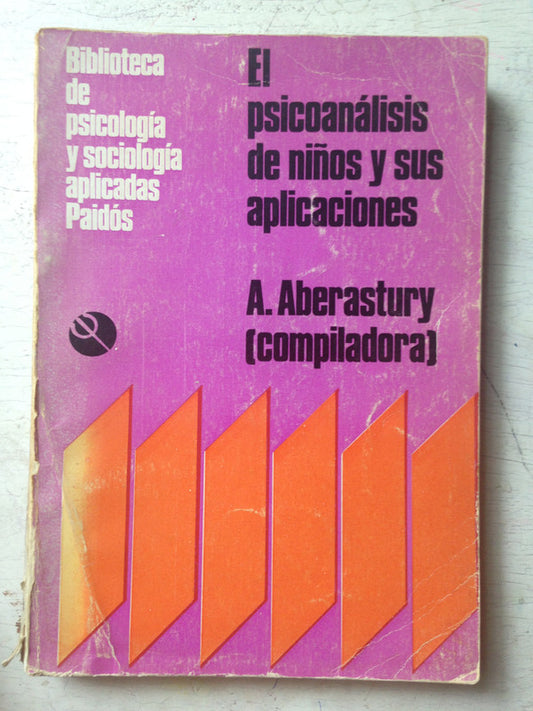 Biblioteca
de
psicología
y sociología
aplicadas
Paidós
El
psicoanálisis
de niños y sus
aplicaciones
A. Aberastury
(compiladora)